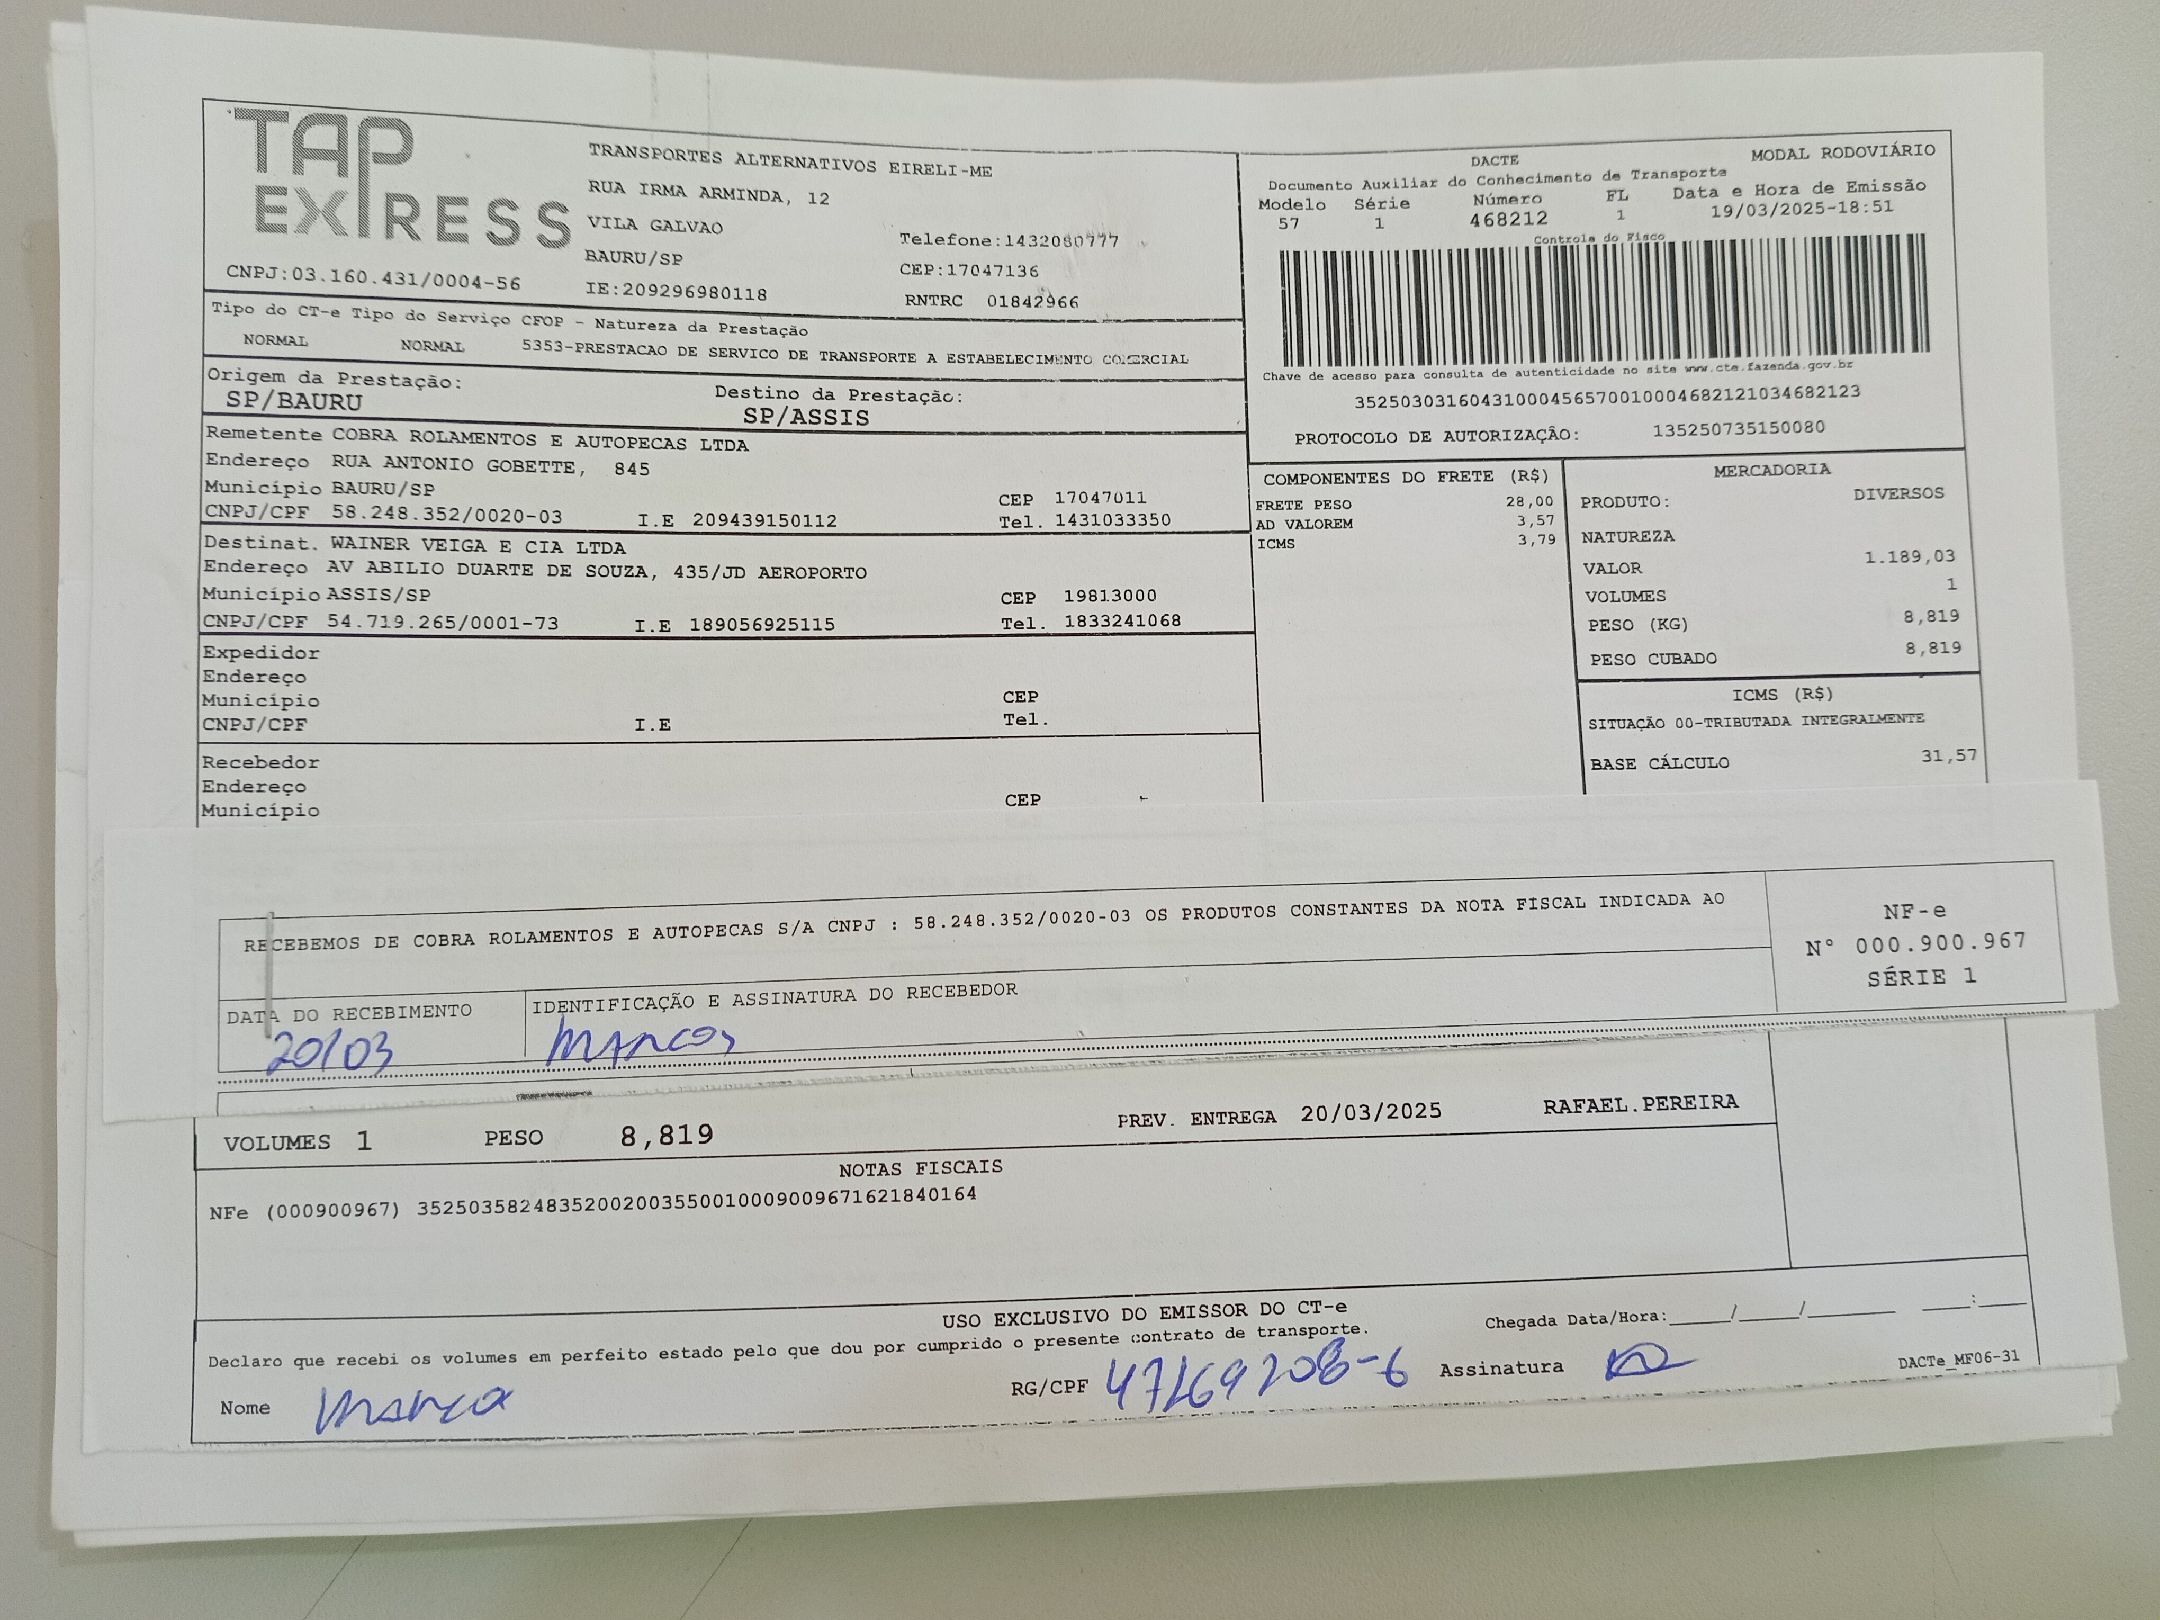 TAP EXPRESS
CNPJ:03.160.431/0004-56
TRANSPORTES ALTERNATIVOS EIRELI-ME
RUA IRMA ARMINDA, 12
VILA GALVAO
BAURU/SP
IE:209296980118
Telefone:1432080777
CEP:17047136
RNTRC 01842966
DACTE
MODAL RODOVIÁRIO
Documento Auxiliar do Conhecimento de Transporte
Modelo Série Número FL Data e Hora de Emissão
57 1 468212 1 19/03/2025-18:51
Controle do Fisco
Chave de acesso para consulta de autenticidade no site www.cte.fazenda.gov.br
35250303160431000456570010004682121034682123
PROTOCOLO DE AUTORIZAÇÃO: 135250735150080
Tipo do CT-e Tipo do Serviço CFOP - Natureza da Prestação
NORMAL NORMAL 5353-PRESTACAO DE SERVICO DE TRANSPORTE A ESTABELECIMENTO COMERCIAL
Origem da Prestação: Destino da Prestação:
SP/BAURU SP/ASSIS
Remetente COBRA ROLAMENTOS E AUTOPECAS LTDA
Endereço RUA ANTONIO GOBETTE, 845
Município BAURU/SP CEP 17047011
CNPJ/CPF 58.248.352/0020-03 I.E 209439150112 Tel. 1431033350
Destinat. WAINER VEIGA E CIA LTDA
Endereço AV ABILIO DUARTE DE SOUZA, 435/JD AEROPORTO
Município ASSIS/SP CEP 19813000
CNPJ/CPF 54.719.265/0001-73 I.E 189056925115 Tel. 1833241068
Expedidor
Endereço
Município CEP
CNPJ/CPF I.E Tel.
Recebedor
Endereço
Município CEP
COMPONENTES DO FRETE (R$)
FRETE PESO 28,00
AD VALOREM 3,57
ICMS 3,79
MERCADORIA
PRODUTO: DIVERSOS
NATUREZA
VALOR 1.189,03
VOLUMES 1
PESO (KG) 8,819
PESO CUBADO 8,819
ICMS (R$)
SITUAÇÃO 00-TRIBUTADA INTEGRALMENTE
BASE CÁLCULO 31,57
RECEBEMOS DE COBRA ROLAMENTOS E AUTOPECAS S/A CNPJ : 58.248.352/0020-03 OS PRODUTOS CONSTANTES DA NOTA FISCAL INDICADA AO
NF-e
N° 000.900.967
SÉRIE 1
DATA DO RECEBIMENTO IDENTIFICAÇÃO E ASSINATURA DO RECEBEDOR
20/03 Marcos
VOLUMES 1 PESO 8,819 PREV. ENTREGA 20/03/2025 RAFAEL.PEREIRA
NOTAS FISCAIS
NFe (000900967) 35250358248352002003550010009009671621840164
USO EXCLUSIVO DO EMISSOR DO CT-e
Declaro que recebi os volumes em perfeito estado pelo que dou por cumprido o presente contrato de transporte.
Chegada Data/Hora:_____/_____/_______ ____:____
Nome RG/CPF Assinatura
DACTe_MF06-31